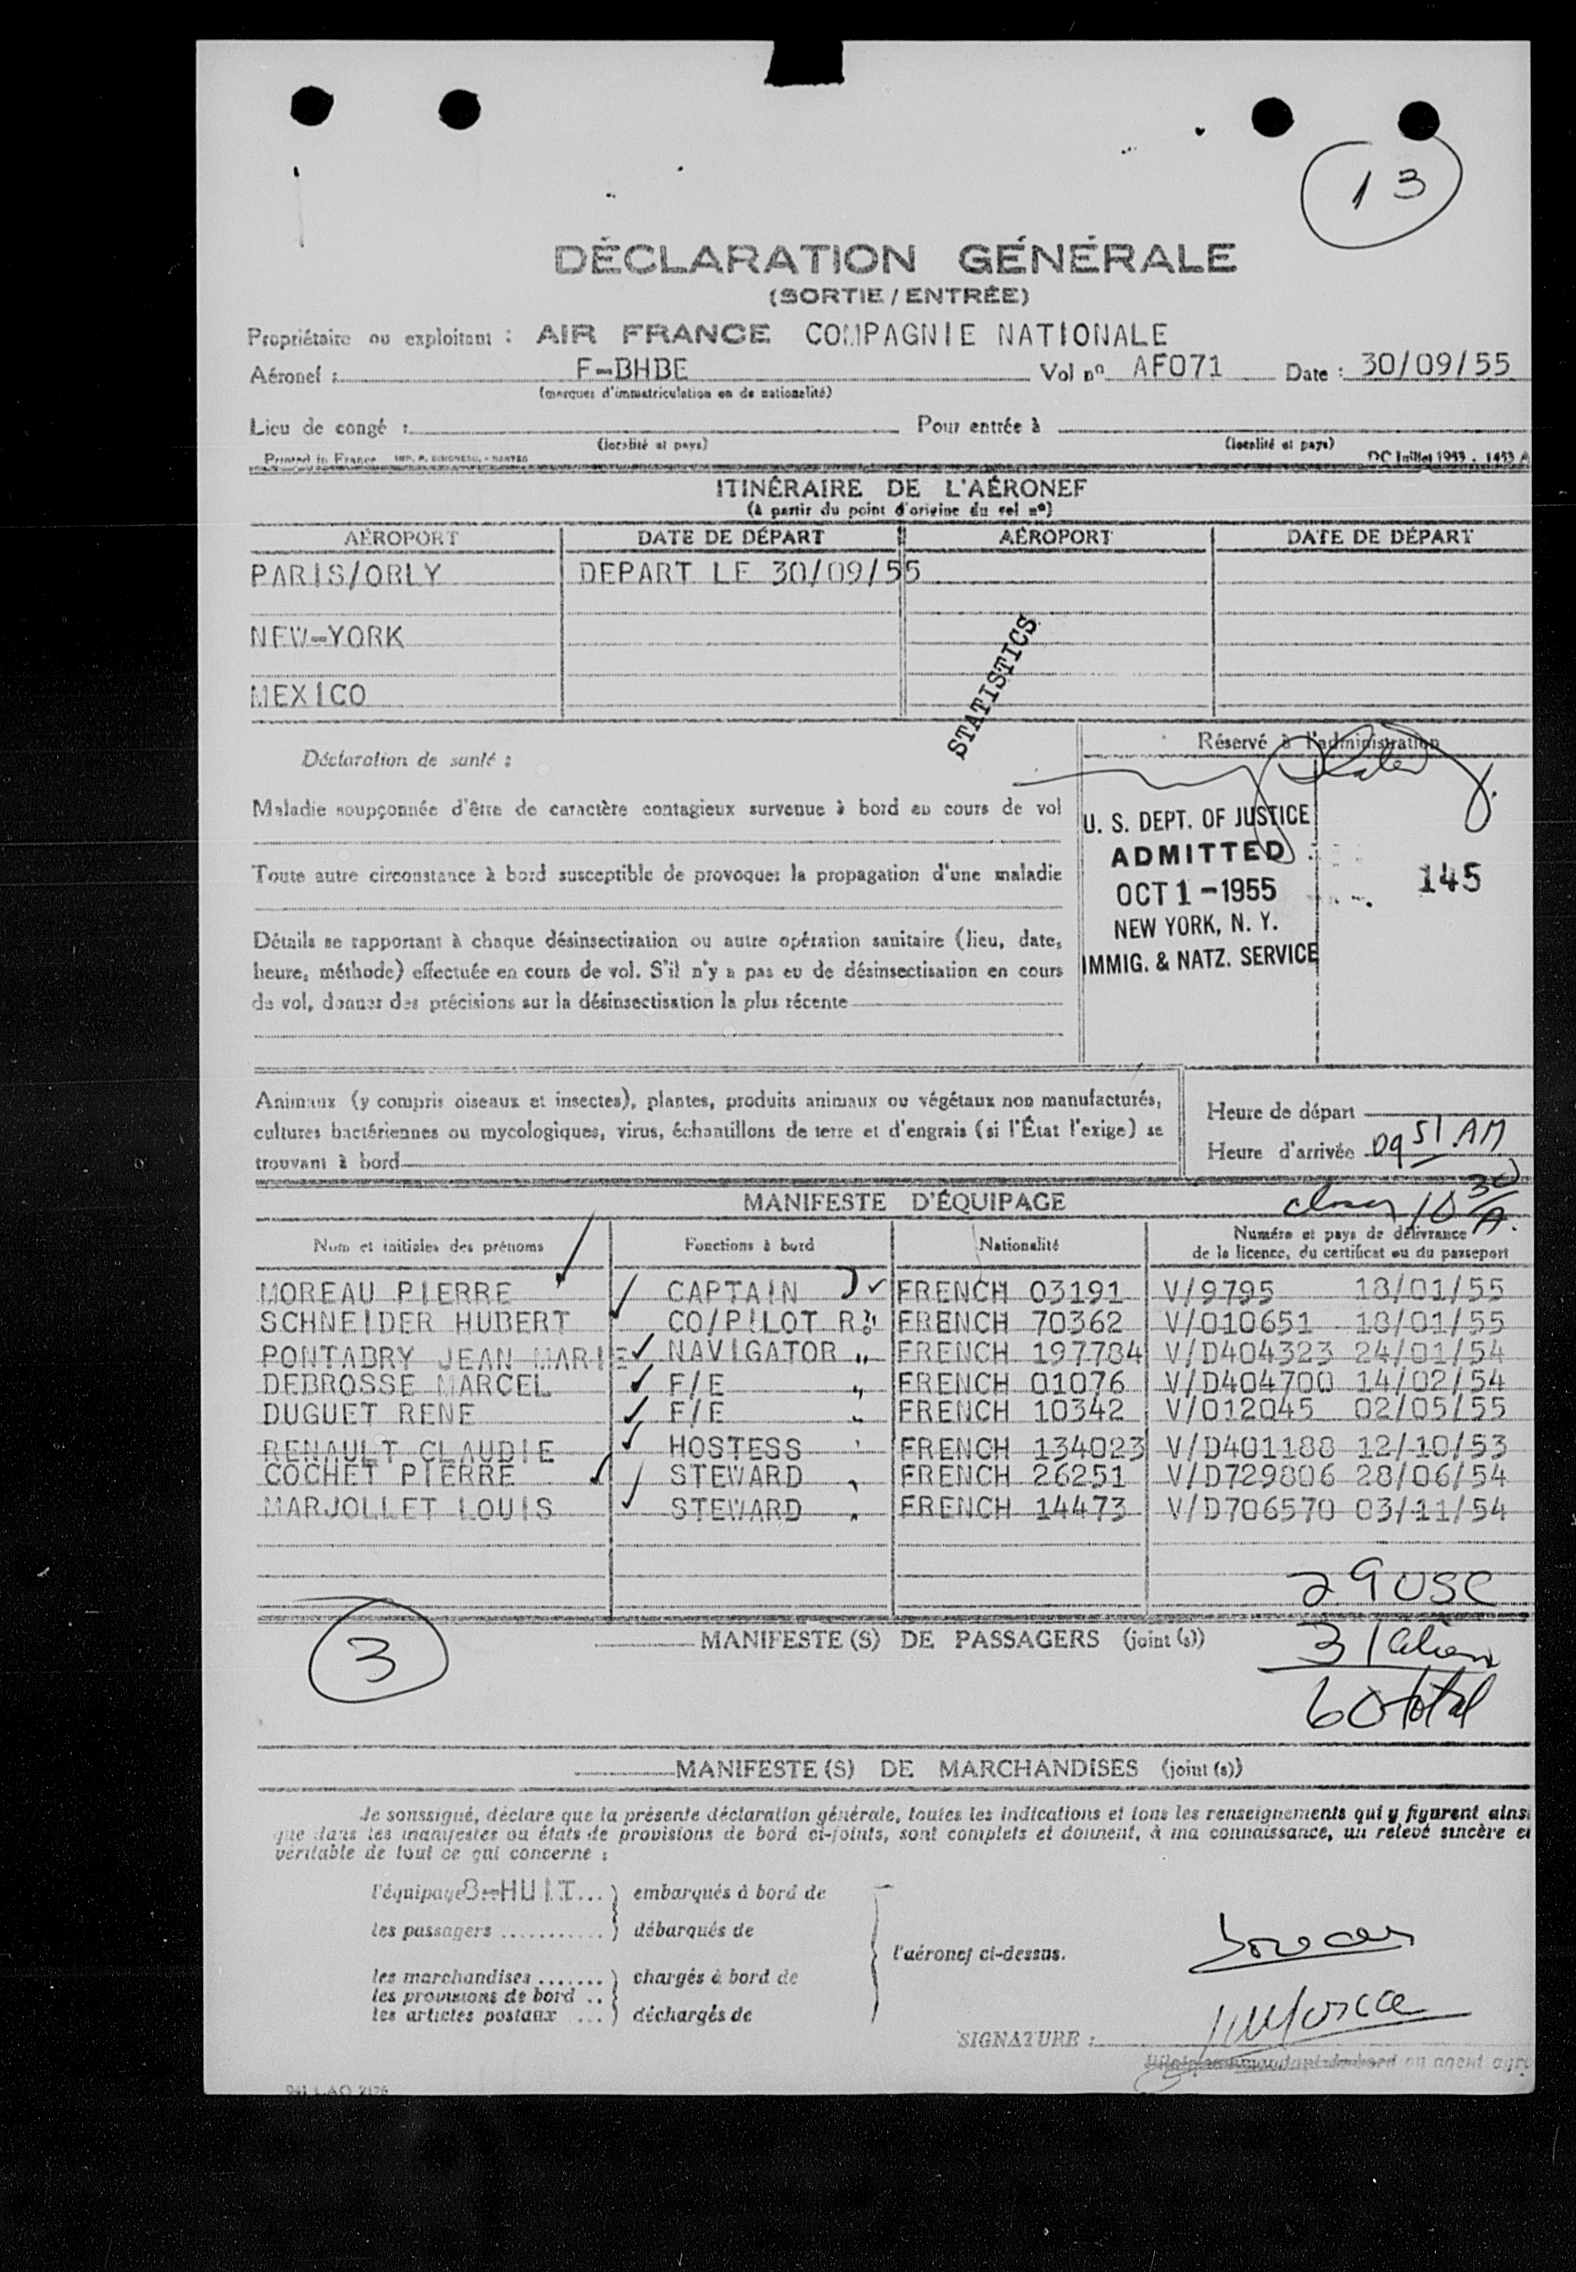 13
DÉCLARATION GÉNÉRALE
(SORTIE / ENTRÉE)
Propriétaire ou exploitant : AIR FRANCE COMPAGNIE NATIONALE
Aéronef : F-BHBE Vol nº AF071 Date : 30/09/55
(marques d'immatriculation ou de nationalité)
Lieu de congé : Pour entrée à
(localité et pays) (localité et pays)
Printed in France DC Juillet 1953 . 1453 A
ITINÉRAIRE DE L'AÉRONEF
(à partir du point d'origine du vol nº)
AÉROPORT DATE DE DÉPART AÉROPORT DATE DE DÉPART
PARIS/ORLY DEPART LE 30/09/55
NEW-YORK
MEXICO
STATISTICS
Déclaration de santé :
Réservé à l'administration
Maladie soupçonnée d'être de caractère contagieux survenue à bord au cours de vol
Toute autre circonstance à bord susceptible de provoquer la propagation d'une maladie
Détails se rapportant à chaque désinsectization ou autre opération sanitaire (lieu, date,
heure, méthode) effectuée en cours de vol. S'il n'y a pas eu de désinsectisation en cours
de vol, donner des précisions sur la désinsectisation la plus récente
U. S. DEPT. OF JUSTICE
ADMITTED
OCT 1 - 1955
NEW YORK, N. Y.
IMMIG. & NATZ. SERVICE
145
Animaux (y compris oiseaux et insectes), plantes, produits animaux ou végétaux non manufacturés,
cultures bactériennes ou mycologiques, virus, échantillons de terre et d'engrais (si l'État l'exige) se
trouvant à bord
Heure de départ
Heure d'arrivée 09 51 AM
10 30 A.
MANIFESTE D'ÉQUIPAGE
Nom et initiales des prénoms Fonctions à bord Nationalité Numéro et pays de délivrance
de la licence, du certificat ou du passeport
MOREAU PIERRE CAPTAIN FRENCH 03191 V/9795 18/01/55
SCHNEIDER HUBERT CO/PILOT R " FRENCH 70362 V/010651 18/01/55
PONTABRY JEAN MARIE NAVIGATOR " FRENCH 197784 V/D404323 24/01/54
DEBROSSE MARCEL F/E " FRENCH 01076 V/D404700 14/02/54
DUGUET RENE F/E " FRENCH 10342 V/012045 02/05/55
RENAULT CLAUDIE HOSTESS FRENCH 134023 V/D401188 12/10/53
COCHET PIERRE STEWARD FRENCH 26251 V/D729806 28/06/54
MARJOLLET LOUIS STEWARD FRENCH 14473 V/D706570 03/11/54
29 USC
3
MANIFESTE (S) DE PASSAGERS (joint (s))
31 alien
60 total
MANIFESTE (S) DE MARCHANDISES (joint (s))
Je soussigné, déclare que la présente déclaration générale, toutes les indications et tous les renseignements qui y figurent ainsi
que dans les manifestes ou états de provisions de bord ci-joints, sont complets et donnent, à ma connaissance, un relevé sincère et
véritable de tout ce qui concerne :
l'équipage 8-HUIT ... ) embarqués à bord de
les passagers ........... ) débarqués de
l'aéronef ci-dessus.
les marchandises ....... ) chargés à bord de
les provisions de bord ..
les articles postaux ... ) déchargés de
SIGNATURE :
ou agent agré